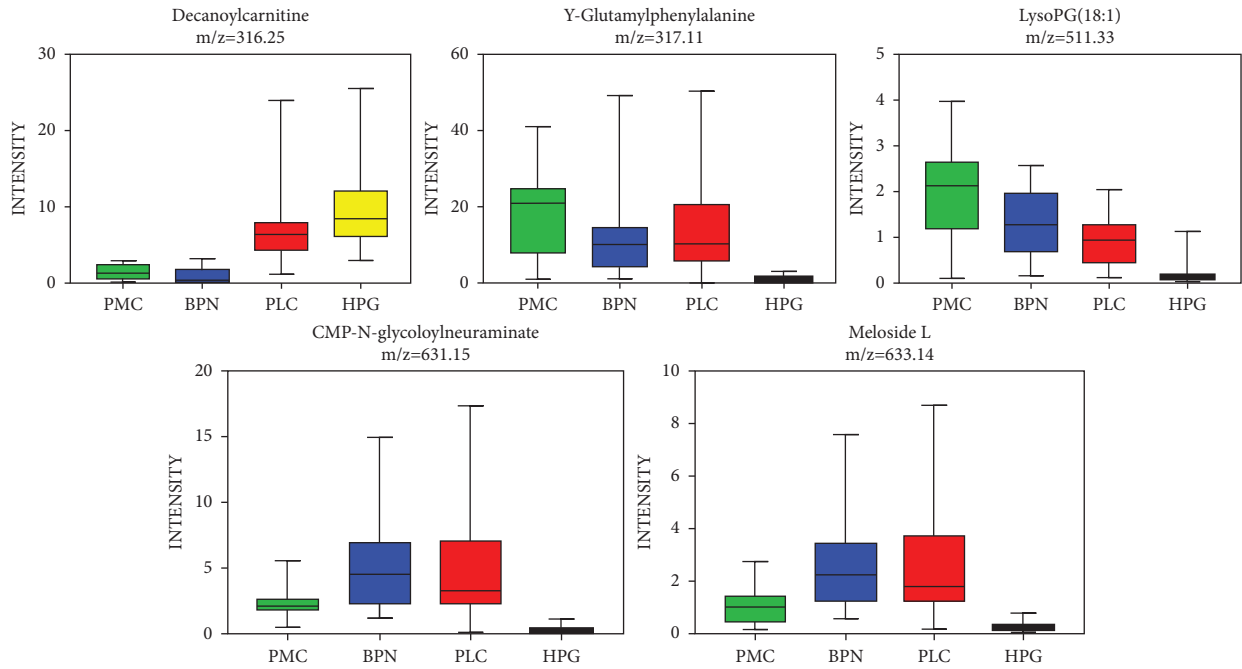 Decanoylcarnitine
m/z=316.25
30
20
10
0
INTENSITY
PMC BPN PLC HPG
Y-Glutamylphenylalanine
m/z=317.11
60
40
20
0
INTENSITY
PMC BPN PLC HPG
LysoPG(18:1)
m/z=511.33
5
4
3
2
1
0
INTENSITY
PMC BPN PLC HPG
CMP-N-glycoloylneuraminate
m/z=631.15
20
15
10
5
0
INTENSITY
PMC BPN PLC HPG
Meloside L
m/z=633.14
10
8
6
4
2
0
INTENSITY
PMC BPN PLC HPG